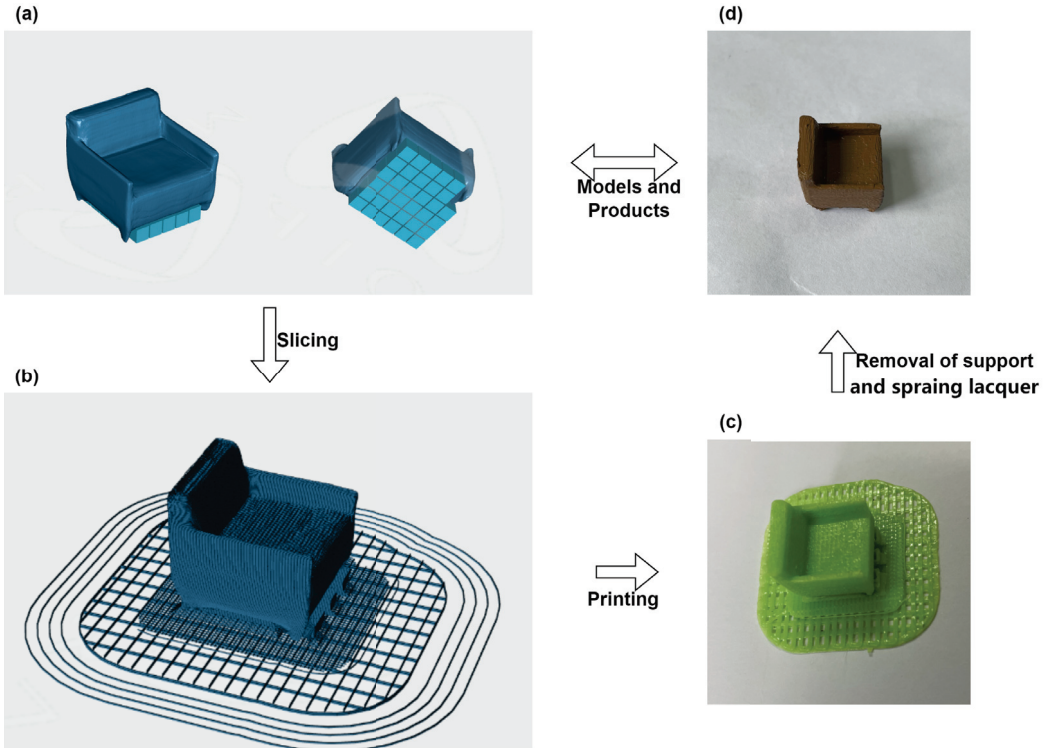 (a)
(d)
Models and
Products
Slicing
(b)
Removal of support
and spraing lacquer
(c)
Printing